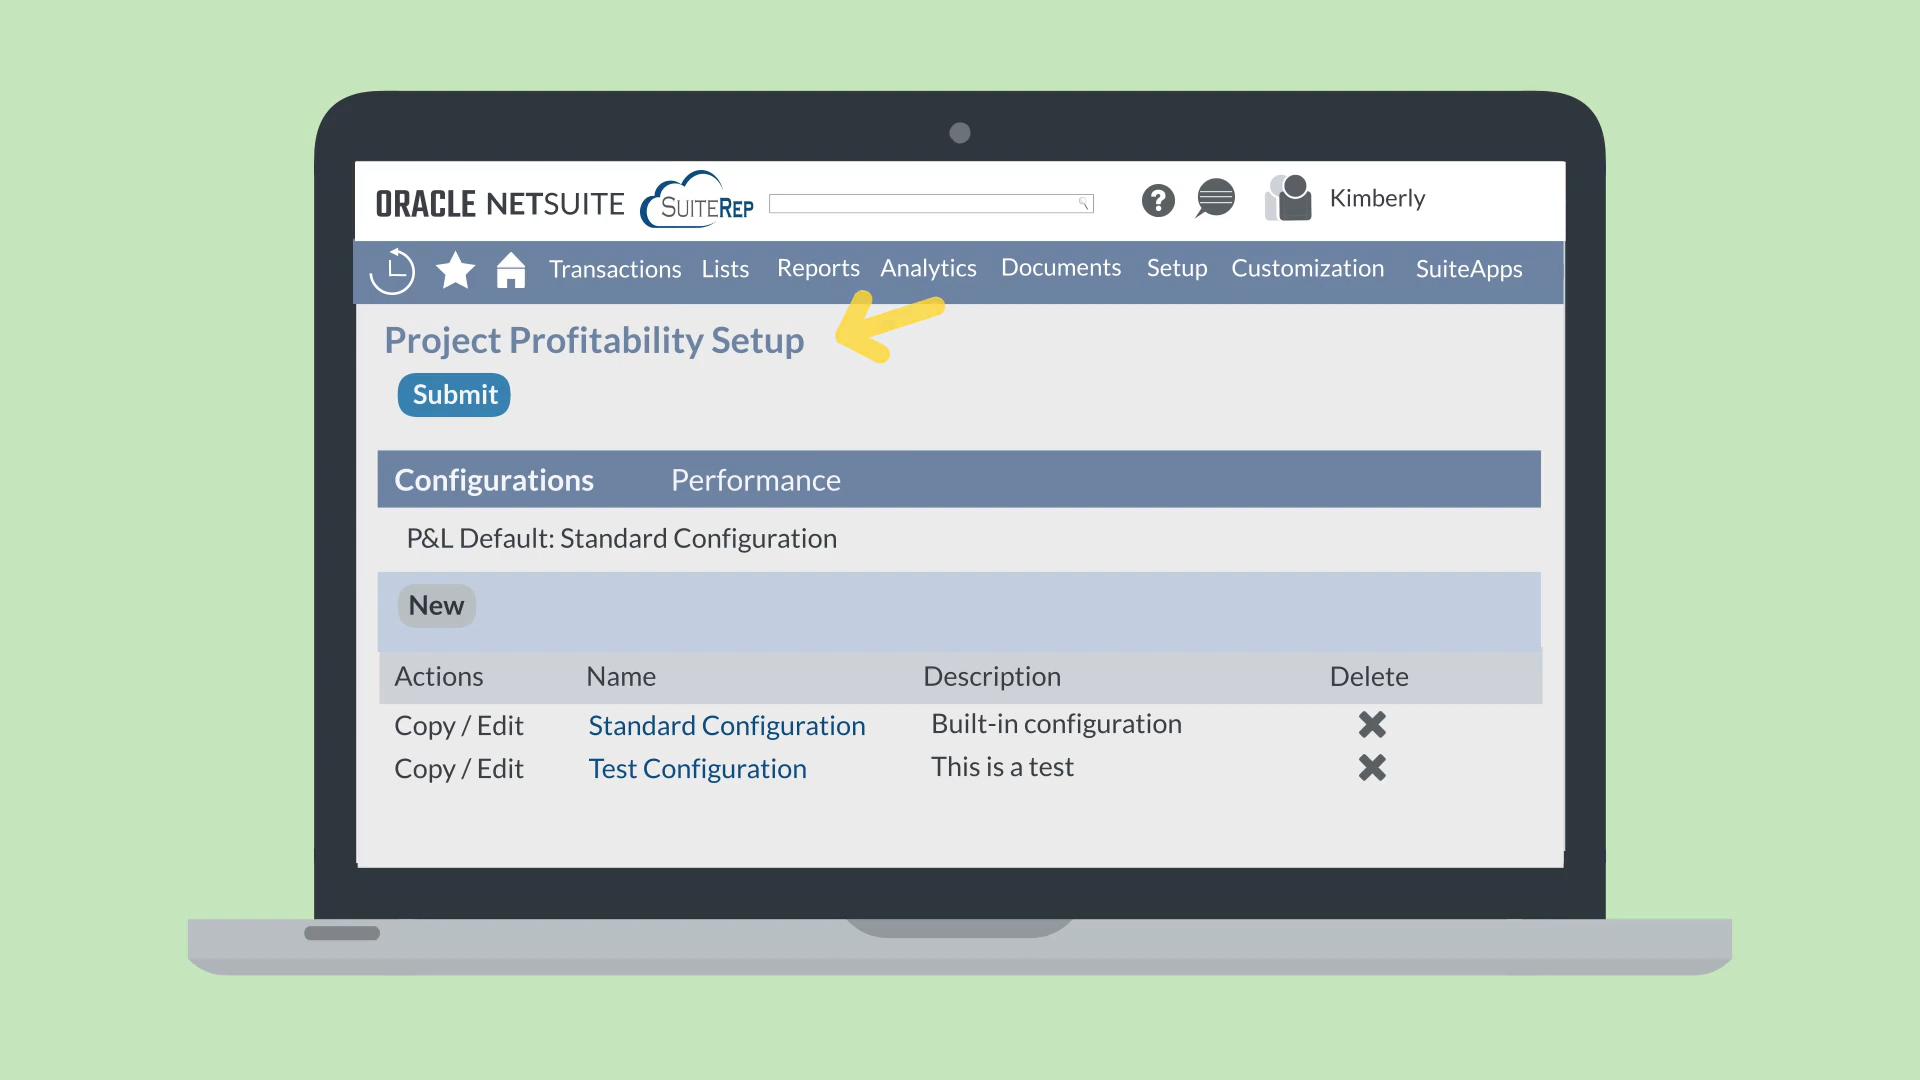 ORACLE NETSUITE SUITEREP ? Kimberly
Transactions Lists Reports Analytics Documents Setup Customization SuiteApps
Project Profitability Setup
Submit
Configurations Performance
P&L Default: Standard Configuration
New
Actions Name Description Delete
Copy / Edit Standard Configuration Built-in configuration
Copy / Edit Test Configuration This is a test